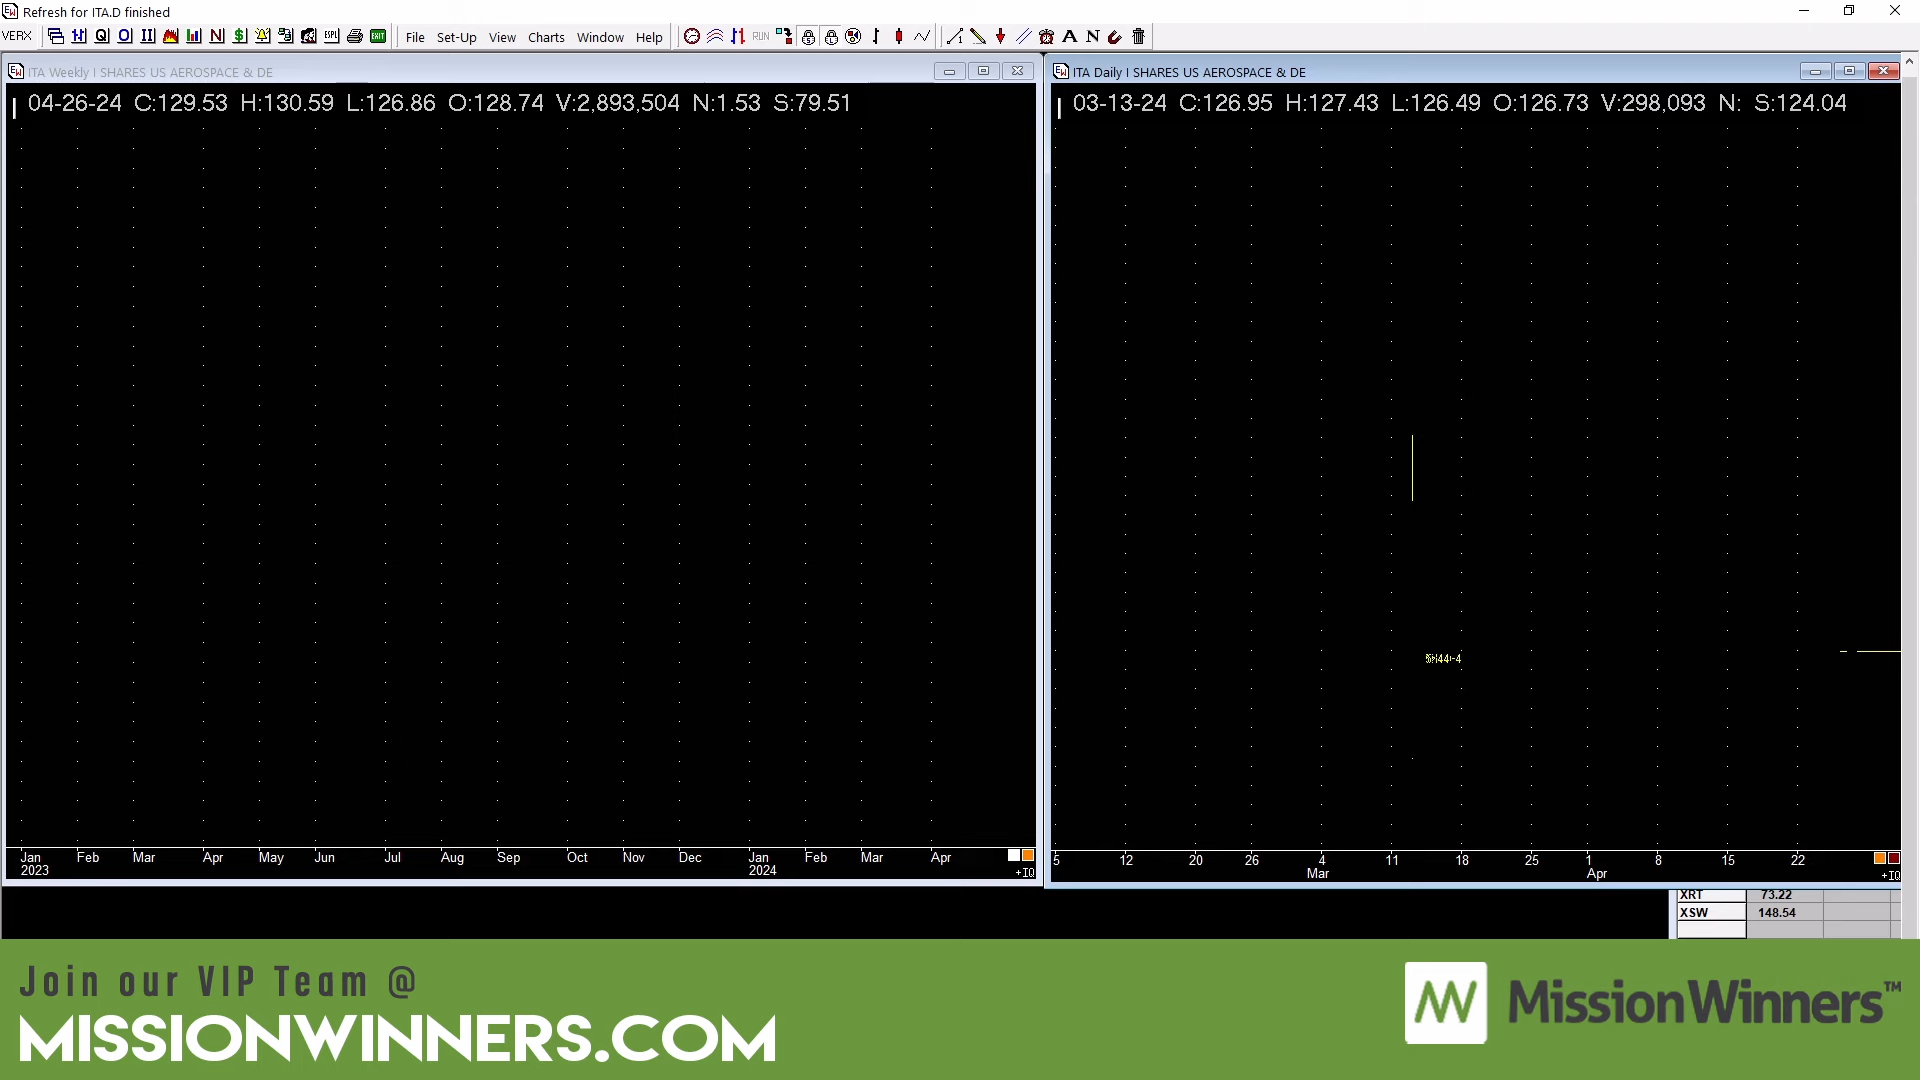 Refresh for ITA.D finished
VERX File Set-Up View Charts Window Help RUN A N
ITA Weekly I SHARES US AEROSPACE & DE
04-26-24 C:129.53 H:130.59 L:126.86 O:128.74 V:2,893,504 N:1.53 S:79.51
Jan Feb Mar Apr May Jun Jul Aug Sep Oct Nov Dec Jan Feb Mar Apr
2023 2024
+IQ
ITA Daily I SHARES US AEROSPACE & DE
03-13-24 C:126.95 H:127.43 L:126.49 O:126.73 V:298,093 N: S:124.04
5 12 20 26 4 11 18 25 1 8 15 22
Mar Apr
+IQ
XRT 73.22
XSW 148.54
Join our VIP Team @
MISSIONWINNERS.COM
MissionWinners™